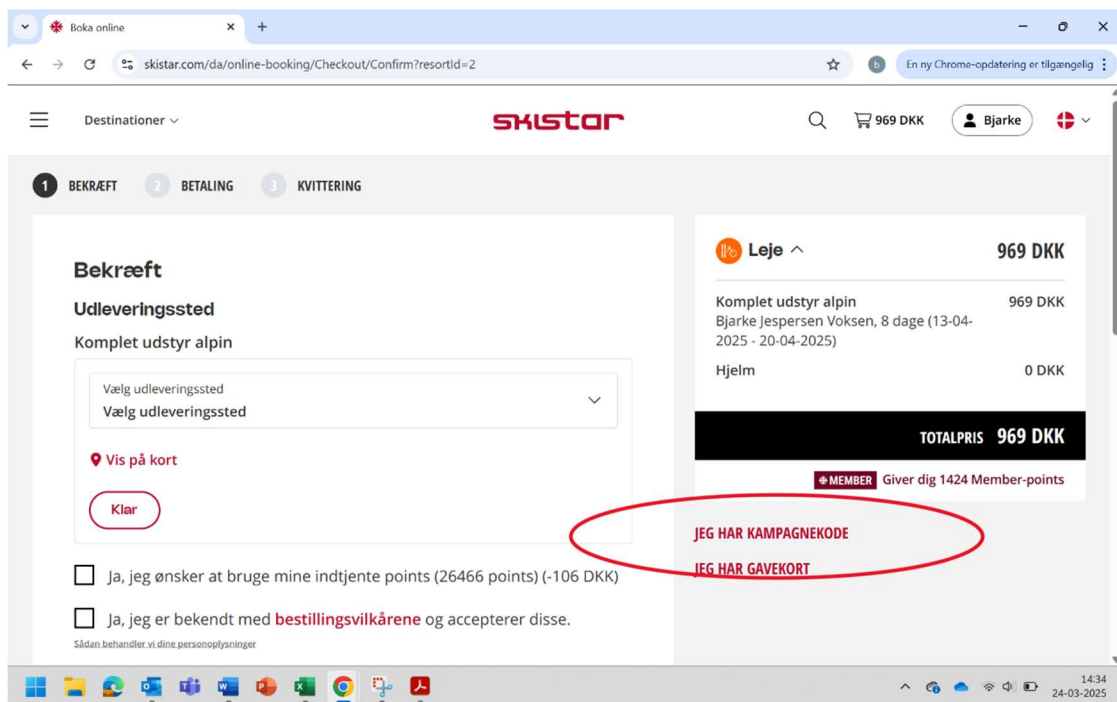 Boka online
skistar.com/da/online-booking/Checkout/Confirm?resortId=2
b
En ny Chrome-opdatering er tilgængelig
Destinationer
skistar
969 DKK
Bjarke
1 BEKRÆFT 2 BETALING 3 KVITTERING
Bekræft
Udleveringssted
Komplet udstyr alpin
Vælg udleveringssted
Vælg udleveringssted
Vis på kort
Klar
Ja, jeg ønsker at bruge mine indtjente points (26466 points) (-106 DKK)
Ja, jeg er bekendt med bestillingsvilkårene og accepterer disse.
Sådan behandler vi dine personoplysninger
Leje 969 DKK
Komplet udstyr alpin 969 DKK
Bjarke Jespersen Voksen, 8 dage (13-04-
2025 - 20-04-2025)
Hjelm 0 DKK
TOTALPRIS 969 DKK
MEMBER Giver dig 1424 Member-points
JEG HAR KAMPAGNEKODE
JEG HAR GAVEKORT
14:34
24-03-2025